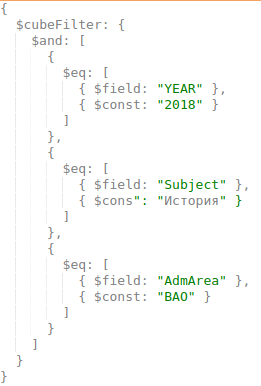 {
  $cubeFilter: {
    $and: [
      {
        $eq: [
          { $field: "YEAR" },
          { $const: "2018" }
        ]
      },
      {
        $eq: [
          { $field: "Subject" },
          { $cons": "История" }
        ]
      },
      {
        $eq: [
          { $field: "AdmArea" },
          { $const: "ВАО" }
        ]
      }
    ]
  }
}